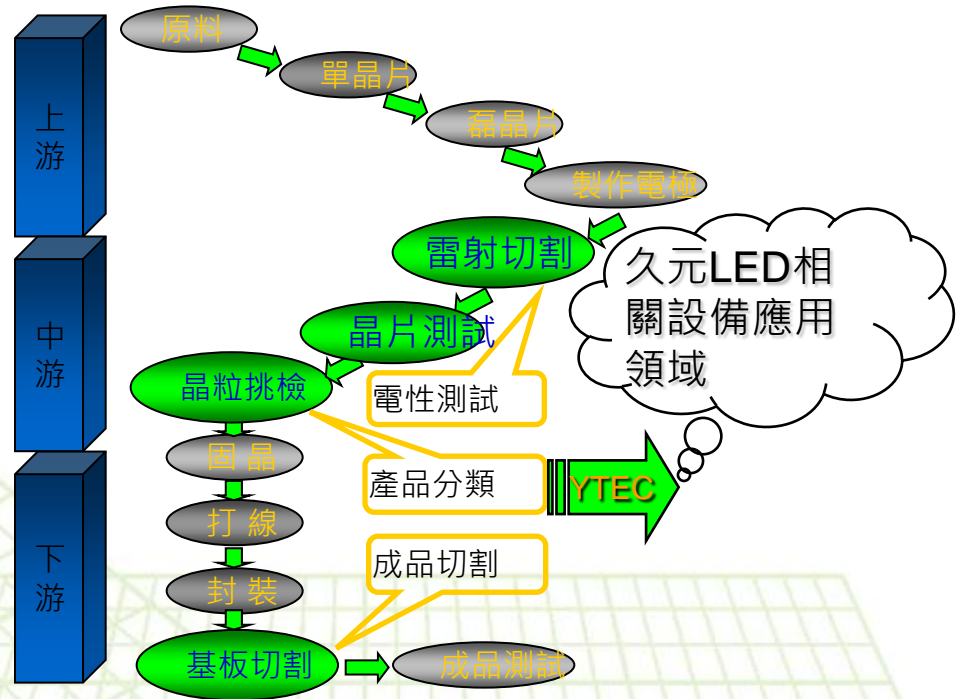 上
游
中
游
下
游
原料
單晶片
磊晶片
製作電極
雷射切割
晶片測試
晶粒挑檢
固 晶
打 線
封 裝
基板切割
成品測試
電性測試
產品分類
成品切割
YTEC
久元LED相
關設備應用
領域